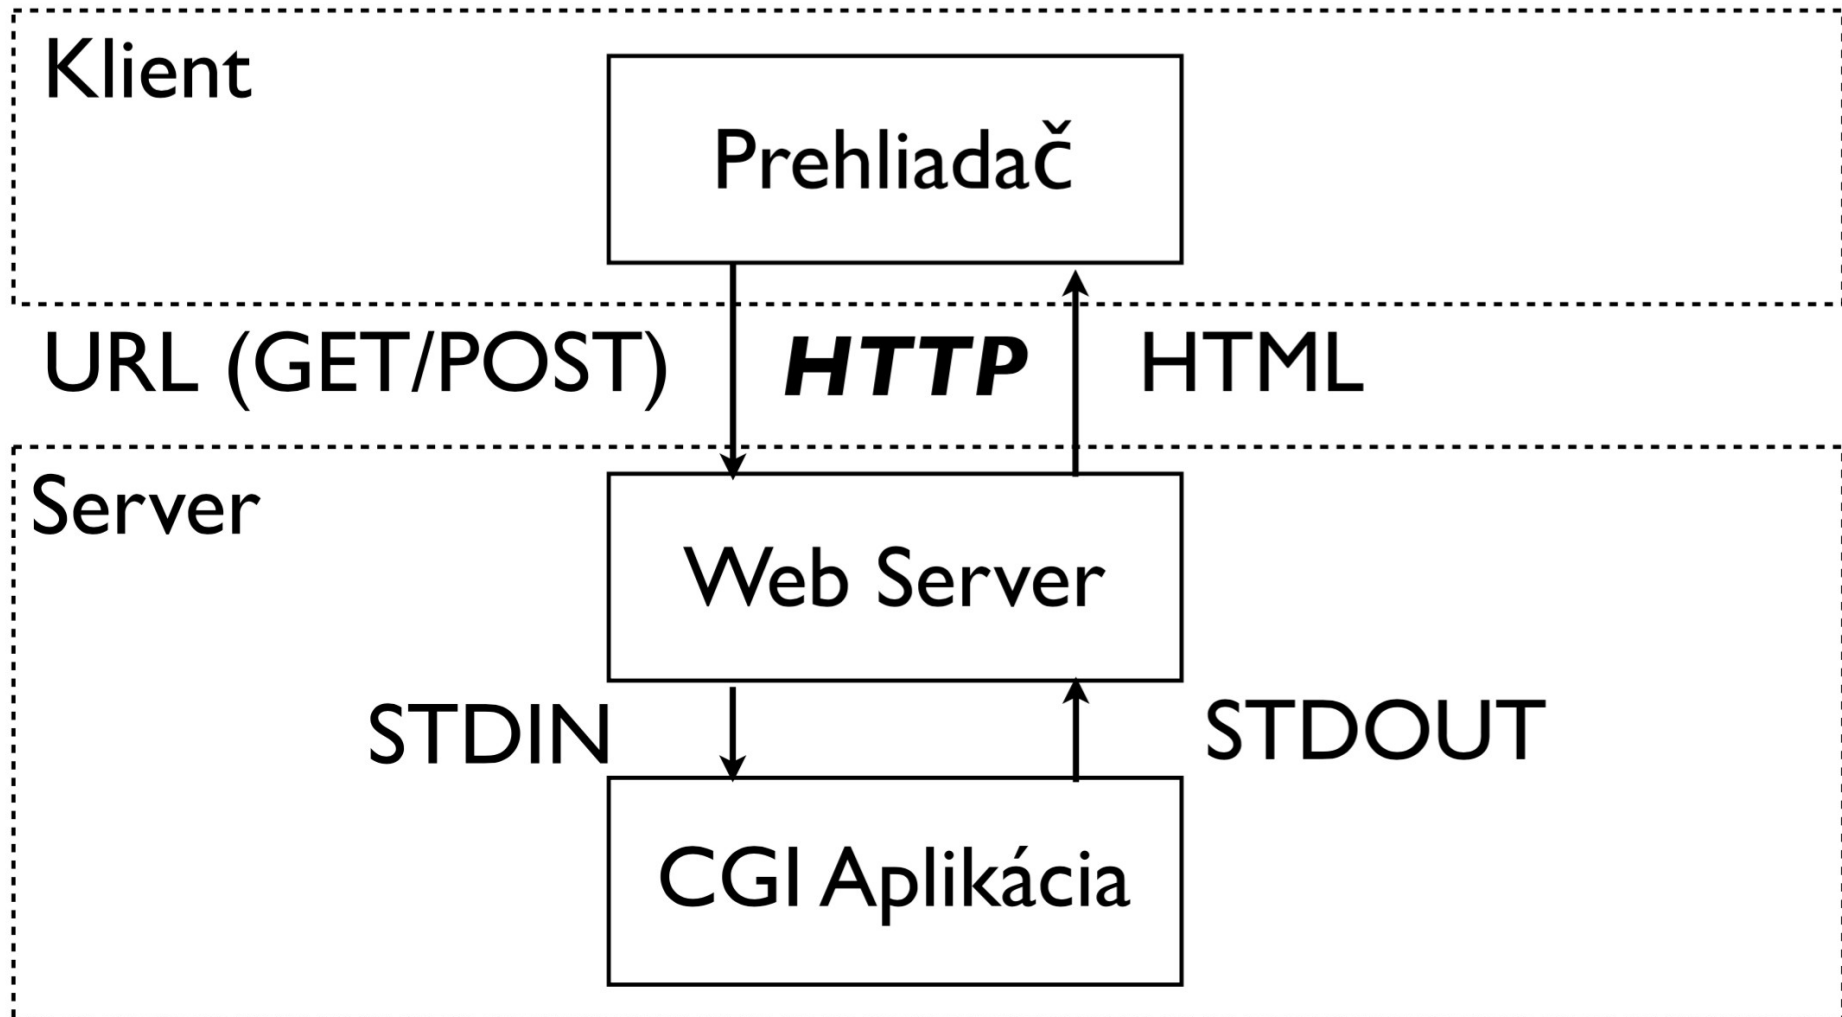 Klient
Prehliadač
URL (GET/POST)
HTTP
HTML
Server
Web Server
STDIN
STDOUT
CGI Aplikácia